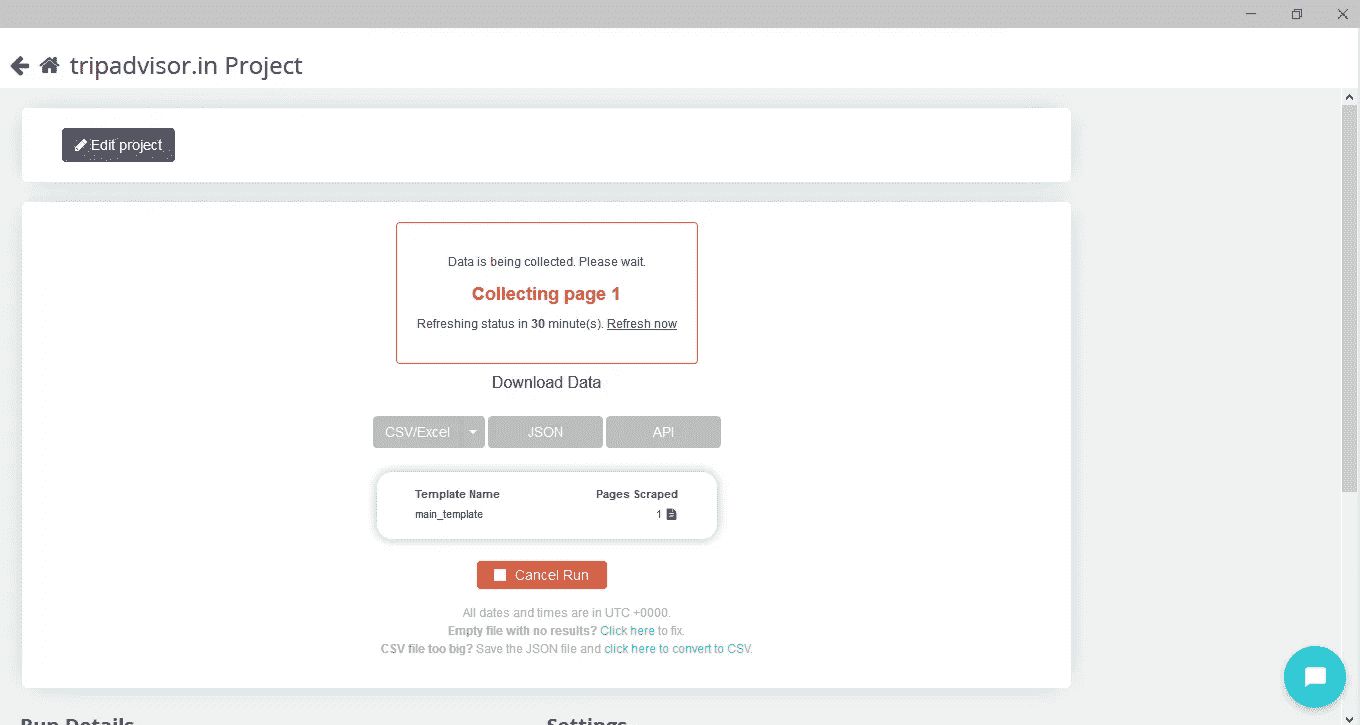 tripadvisor.in Project
Edit project
Data is being collected. Please wait.
Collecting page 1
Refreshing status in 30 minute(s). Refresh now
Download Data
CSV/Excel JSON API
Template Name Pages Scraped
main_template 1
Cancel Run
All dates and times are in UTC +0000.
Empty file with no results? Click here to fix.
CSV file too big? Save the JSON file and click here to convert to CSV.
Run Details Settings